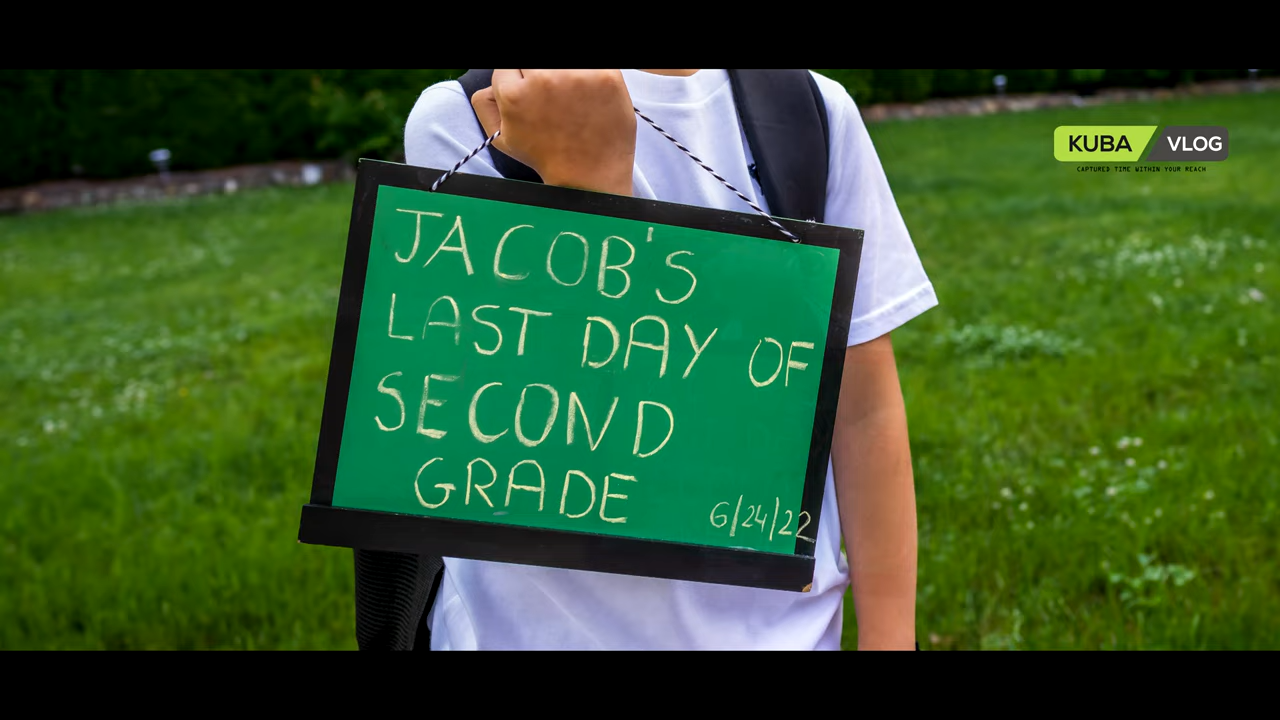 KUBA VLOG
CAPTURED TIME WITHIN YOUR REACH
JACOB'S
LAST DAY OF
SECOND
GRADE
6/24/22